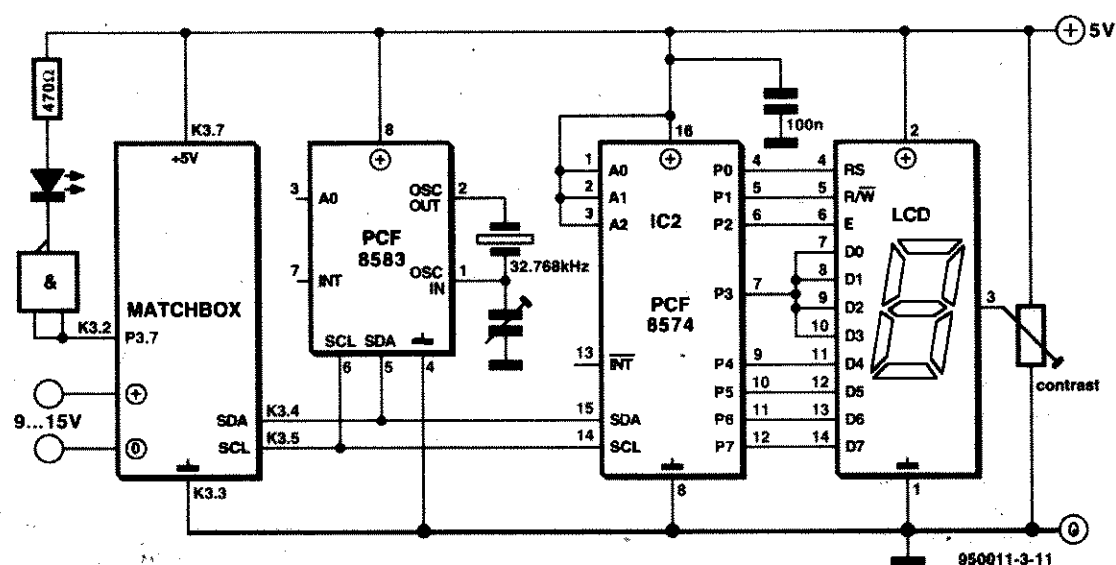 5V
470Ω
K3.7
+5V
8
16
100n
2
3 A0
OSC OUT 2
1 A0
P0 4
4 RS
2 A1
P1 5
5 R/W̅
3 A2
IC2
P2 6
6 E
LCD
PCF 8583
7 D0
&
7 INT
OSC IN 1
32.768kHz
8 D1
MATCHBOX
PCF 8574
P3 7
9 D2
3
K3.2
P3.7
10 D3
SCL SDA
13 I̅N̅T̅
P4 9
11 D4
6 5 4
contrast
P5 10
12 D5
9...15V
SDA K3.4
15 SDA
P6 11
13 D6
SCL K3.5
14 SCL
P7 12
14 D7
0
K3.3
8
1
0
950011-3-11